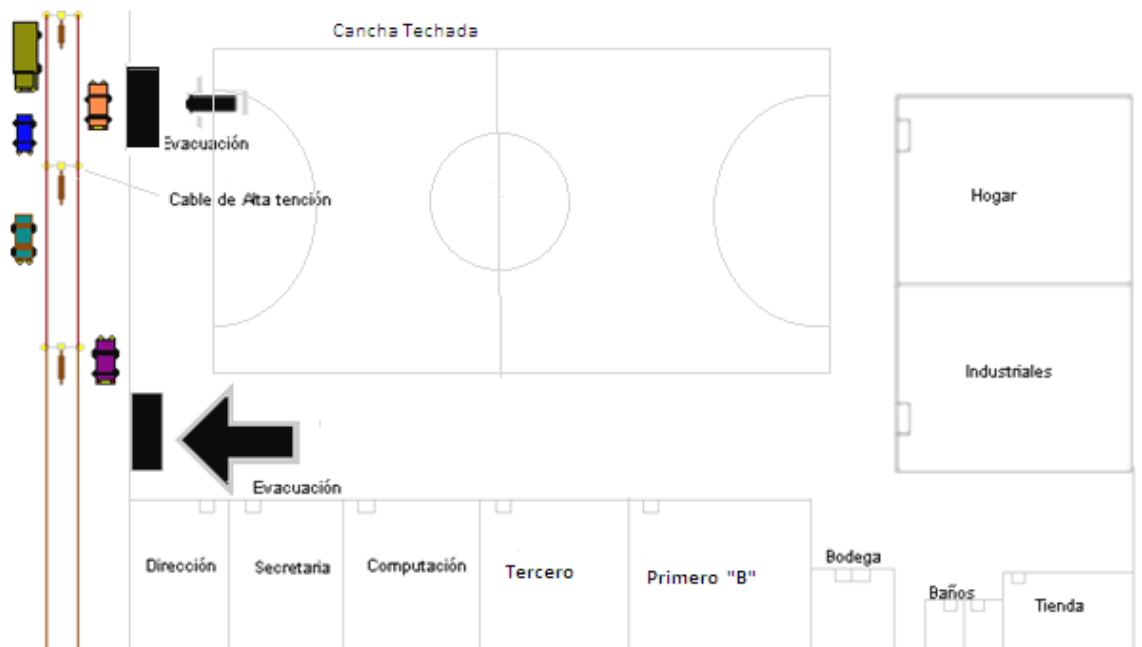 Cancha Techada
Evacuación
Cable de Alta tención
Hogar
Industriales
Evacuación
Dirección
Secretaria
Computación
Tercero
Primero "B"
Bodega
Baños
Tienda